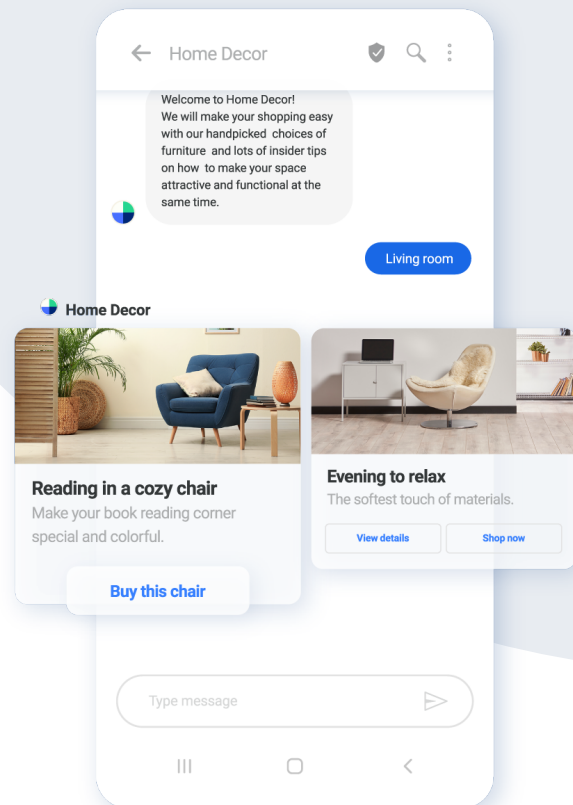 Home Decor
Welcome to Home Decor!
We will make your shopping easy
with our handpicked choices of
furniture and lots of insider tips
on how to make your space
attractive and functional at the
same time.
Living room
Home Decor
Reading in a cozy chair
Make your book reading corner
special and colorful.
Buy this chair
Evening to relax
The softest touch of materials.
View details
Shop now
Type message